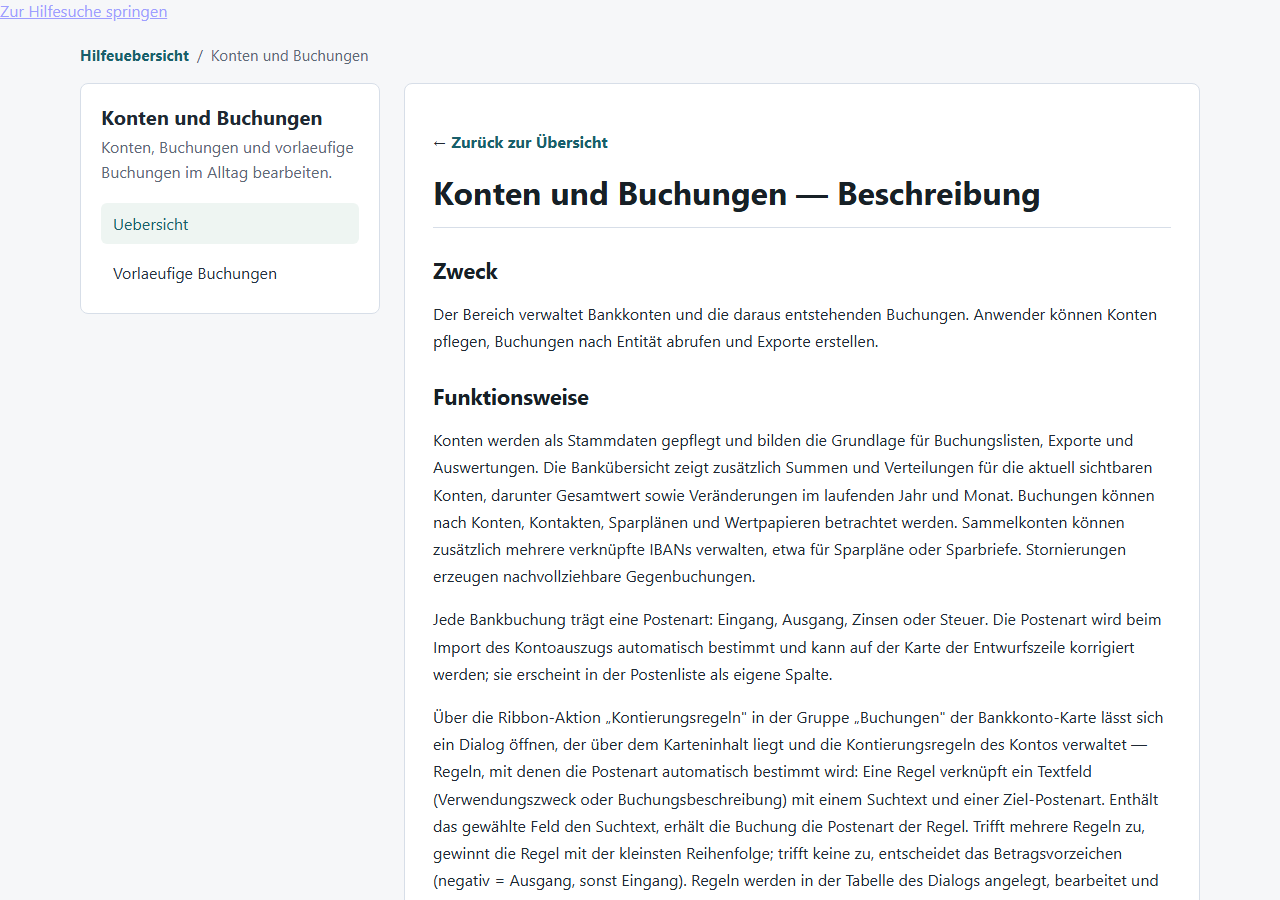 Zur Hilfesuche springen
Hilfeuebersicht / Konten und Buchungen
Konten und Buchungen
Konten, Buchungen und vorlaeufige
Buchungen im Alltag bearbeiten.
Uebersicht
Vorlaeufige Buchungen
← Zurück zur Übersicht
Konten und Buchungen — Beschreibung
Zweck
Der Bereich verwaltet Bankkonten und die daraus entstehenden Buchungen. Anwender können Konten
pflegen, Buchungen nach Entität abrufen und Exporte erstellen.
Funktionsweise
Konten werden als Stammdaten gepflegt und bilden die Grundlage für Buchungslisten, Exporte und
Auswertungen. Die Bankübersicht zeigt zusätzlich Summen und Verteilungen für die aktuell sichtbaren
Konten, darunter Gesamtwert sowie Veränderungen im laufenden Jahr und Monat. Buchungen können
nach Konten, Kontakten, Sparplänen und Wertpapieren betrachtet werden. Sammelkonten können
zusätzlich mehrere verknüpfte IBANs verwalten, etwa für Sparpläne oder Sparbriefe. Stornierungen
erzeugen nachvollziehbare Gegenbuchungen.
Jede Bankbuchung trägt eine Postenart: Eingang, Ausgang, Zinsen oder Steuer. Die Postenart wird beim
Import des Kontoauszugs automatisch bestimmt und kann auf der Karte der Entwurfszeile korrigiert
werden; sie erscheint in der Postenliste als eigene Spalte.
Über die Ribbon-Aktion „Kontierungsregeln" in der Gruppe „Buchungen" der Bankkonto-Karte lässt sich
ein Dialog öffnen, der über dem Karteninhalt liegt und die Kontierungsregeln des Kontos verwaltet —
Regeln, mit denen die Postenart automatisch bestimmt wird: Eine Regel verknüpft ein Textfeld
(Verwendungszweck oder Buchungsbeschreibung) mit einem Suchtext und einer Ziel-Postenart. Enthält
das gewählte Feld den Suchtext, erhält die Buchung die Postenart der Regel. Trifft mehrere Regeln zu,
gewinnt die Regel mit der kleinsten Reihenfolge; trifft keine zu, entscheidet das Betragsvorzeichen
(negativ = Ausgang, sonst Eingang). Regeln werden in der Tabelle des Dialogs angelegt, bearbeitet und